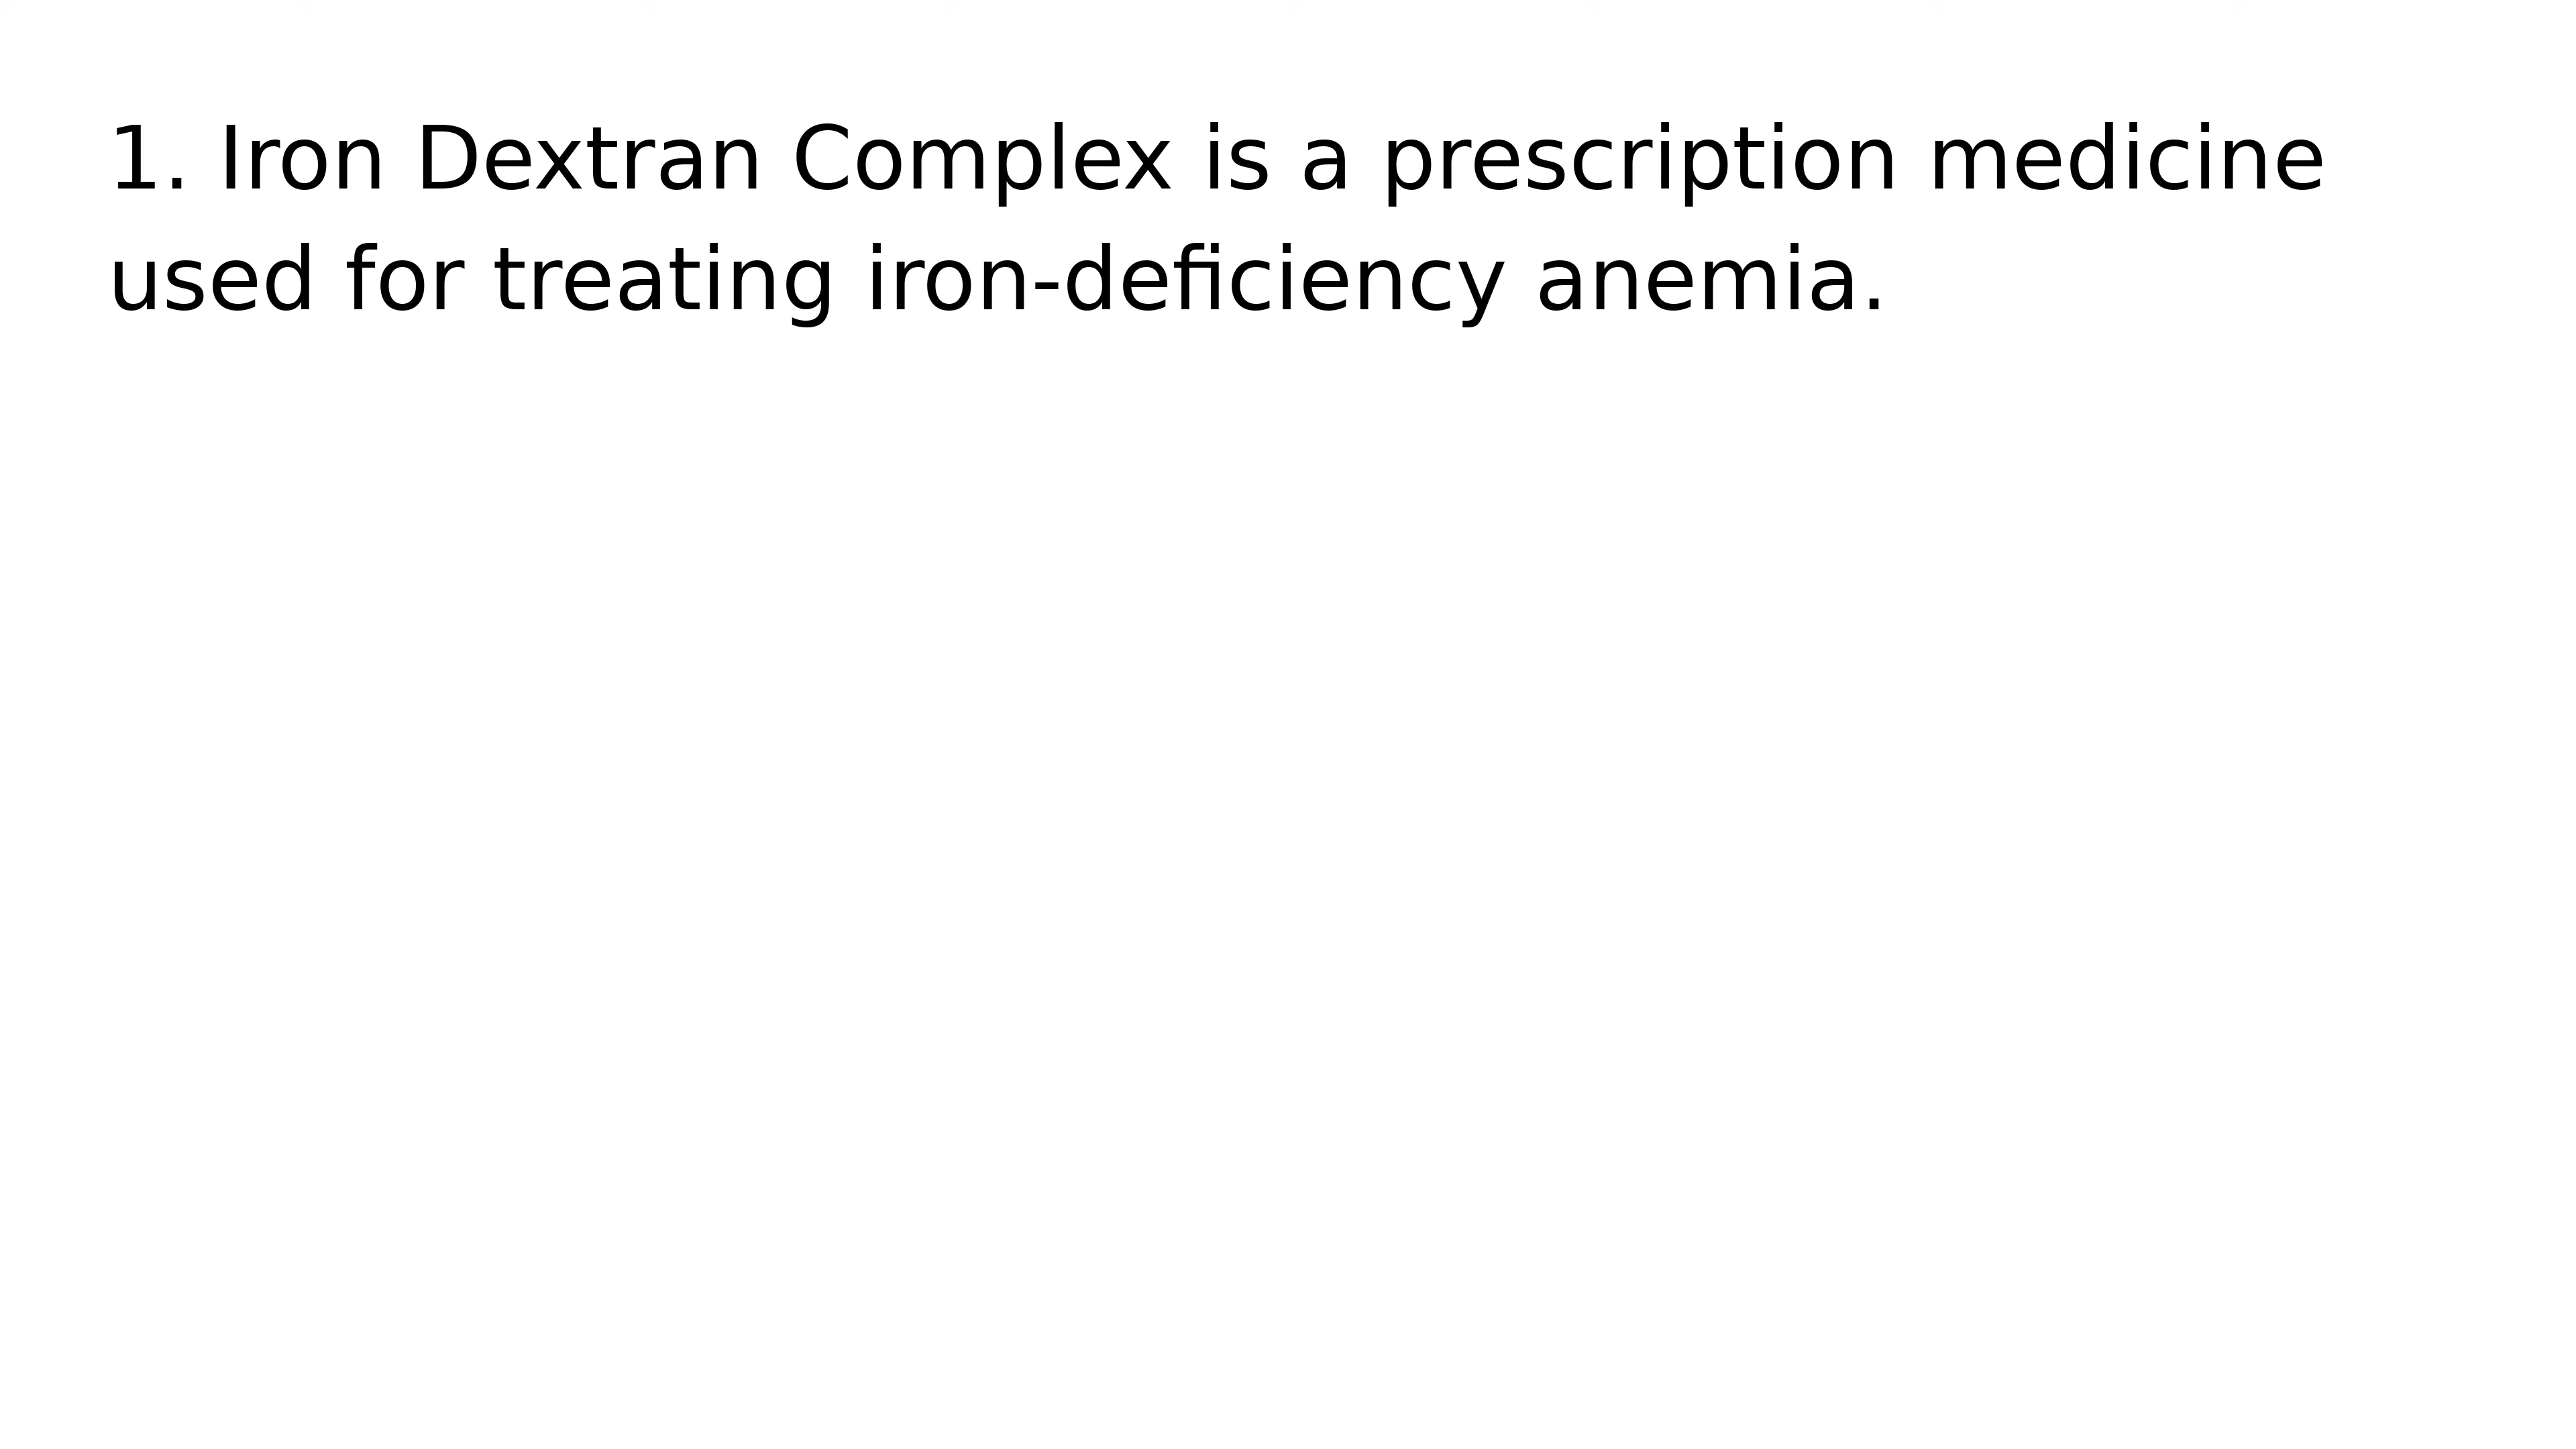 1. Iron Dextran Complex is a prescription medicine
used for treating iron-deficiency anemia.